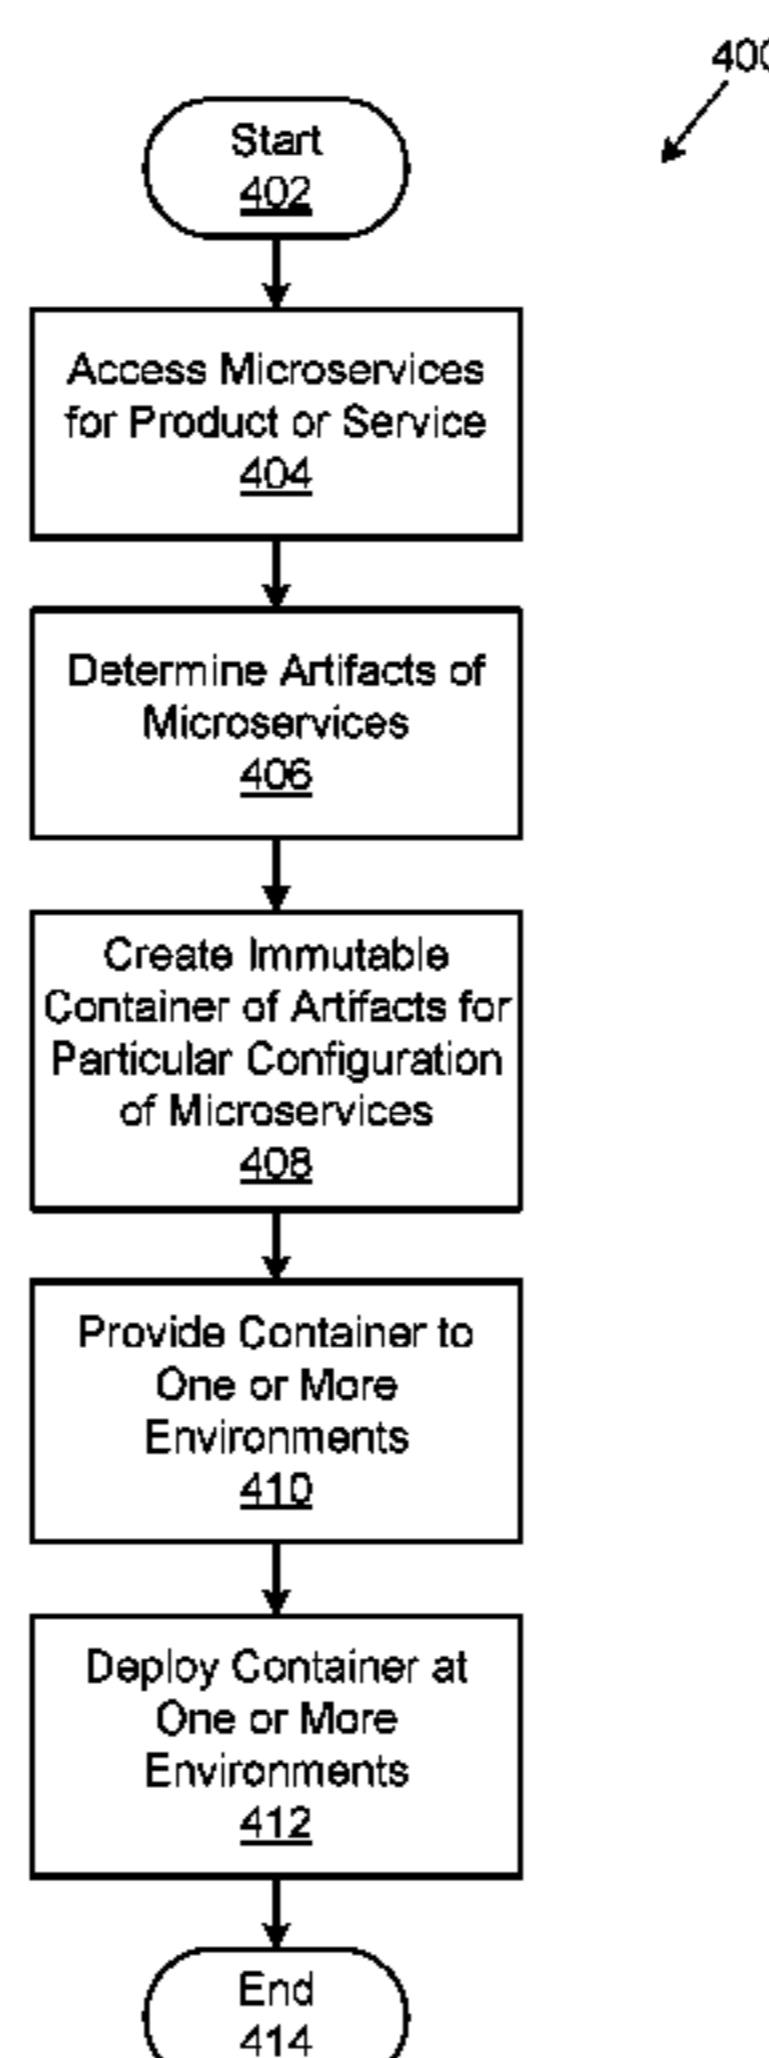 400
Start
402
Access Microservices
for Product or Service
404
Determine Artifacts of
Microservices
406
Create Immutable
Container of Artifacts for
Particular Configuration
of Microservices
408
Provide Container to
One or More
Environments
410
Deploy Container at
One or More
Environments
412
End
414